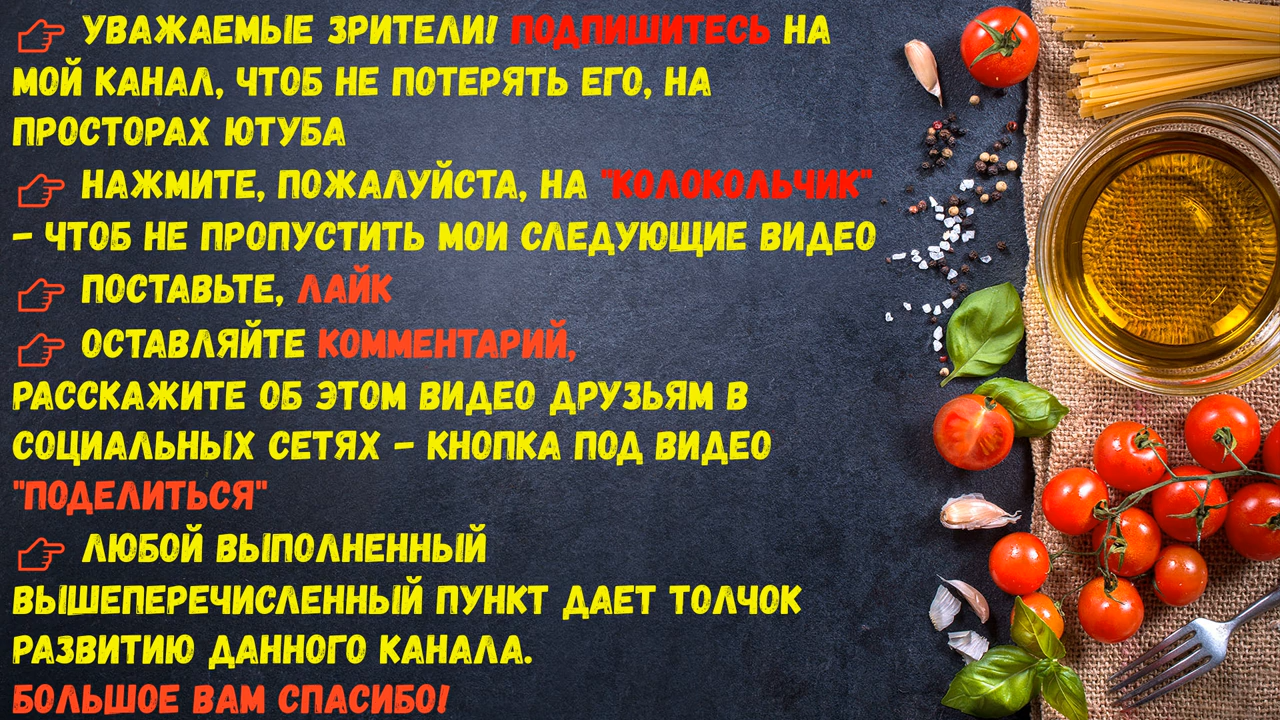 УВАЖАЕМЫЕ ЗРИТЕЛИ! ПОДПИШИТЕСЬ НА
МОЙ КАНАЛ, ЧТОБ НЕ ПОТЕРЯТЬ ЕГО, НА
ПРОСТОРАХ ЮТУБА
НАЖМИТЕ, ПОЖАЛУЙСТА, НА "КОЛОКОЛЬЧИК"
- ЧТОБ НЕ ПРОПУСТИТЬ МОИ СЛЕДУЮЩИЕ ВИДЕО
ПОСТАВЬТЕ, ЛАЙК
ОСТАВЛЯЙТЕ КОММЕНТАРИЙ,
РАССКАЖИТЕ ОБ ЭТОМ ВИДЕО ДРУЗЬЯМ В
СОЦИАЛЬНЫХ СЕТЯХ - КНОПКА ПОД ВИДЕО
"ПОДЕЛИТЬСЯ"
ЛЮБОЙ ВЫПОЛНЕННЫЙ
ВЫШЕПЕРЕЧИСЛЕННЫЙ ПУНКТ ДАЕТ ТОЛЧОК
РАЗВИТИЮ ДАННОГО КАНАЛА.
БОЛЬШОЕ ВАМ СПАСИБО!